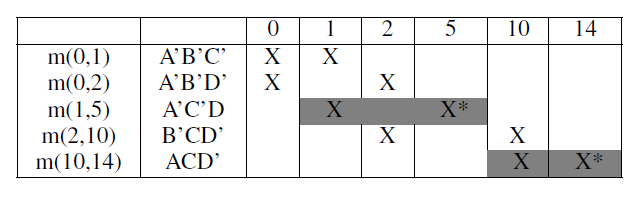 0 1 2 5 10 14
m(0,1) A’B’C’ X X
m(0,2) A’B’D’ X X
m(1,5) A’C’D X X*
m(2,10) B’CD’ X X
m(10,14) ACD’ X X*